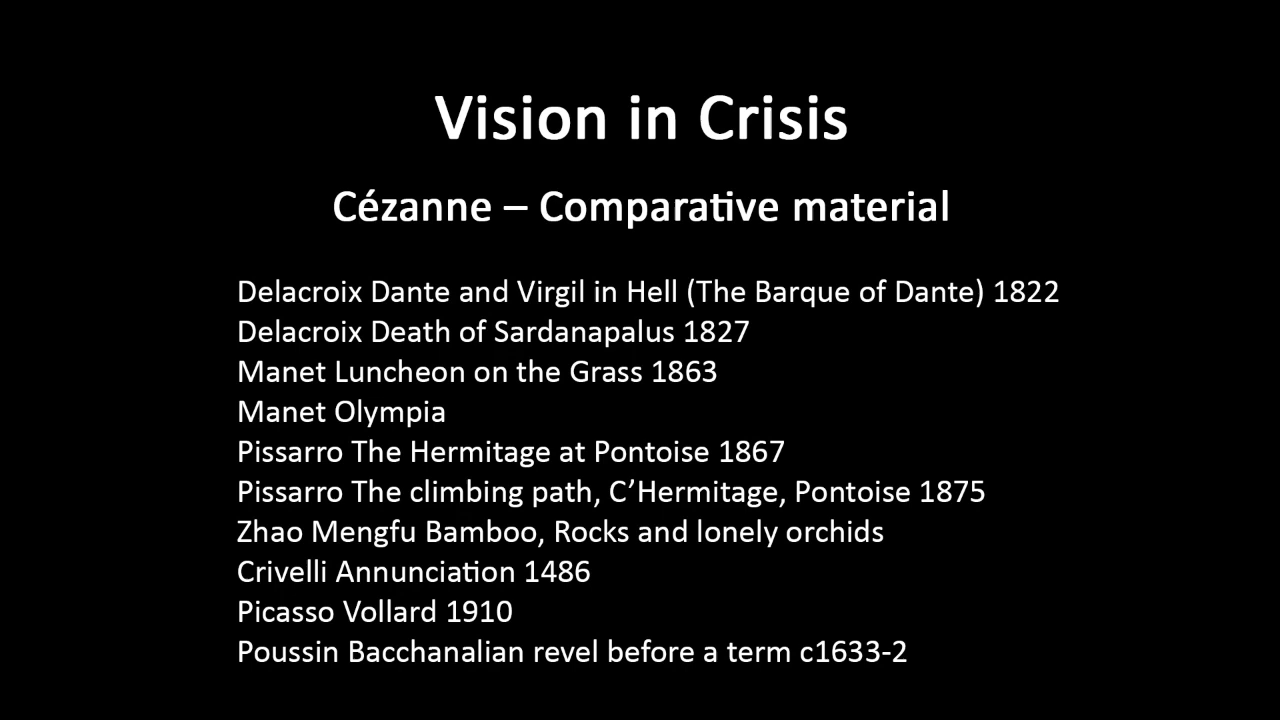 Vision in Crisis
Cézanne – Comparative material
Delacroix Dante and Virgil in Hell (The Barque of Dante) 1822
Delacroix Death of Sardanapalus 1827
Manet Luncheon on the Grass 1863
Manet Olympia
Pissarro The Hermitage at Pontoise 1867
Pissarro The climbing path, C’Hermitage, Pontoise 1875
Zhao Mengfu Bamboo, Rocks and lonely orchids
Crivelli Annunciation 1486
Picasso Vollard 1910
Poussin Bacchanalian revel before a term c1633-2